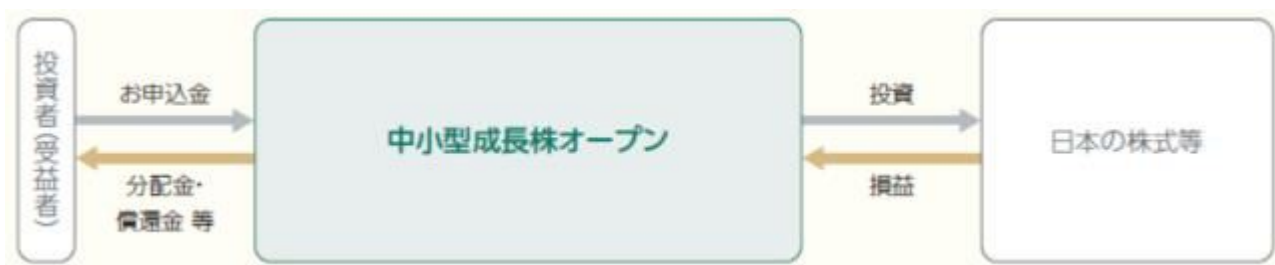 投資者(受益者)
お申込金
分配金・
償還金 等
中小型成長株オープン
投資
損益
日本の株式等